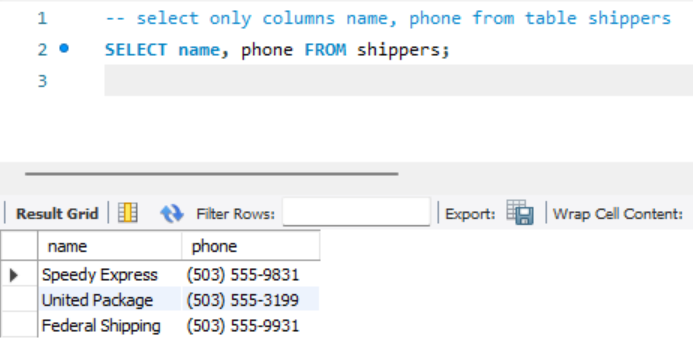 1 -- select only columns name, phone from table shippers
2 SELECT name, phone FROM shippers;
3
Result Grid Filter Rows: Export: Wrap Cell Content:
name phone
Speedy Express (503) 555-9831
United Package (503) 555-3199
Federal Shipping (503) 555-9931